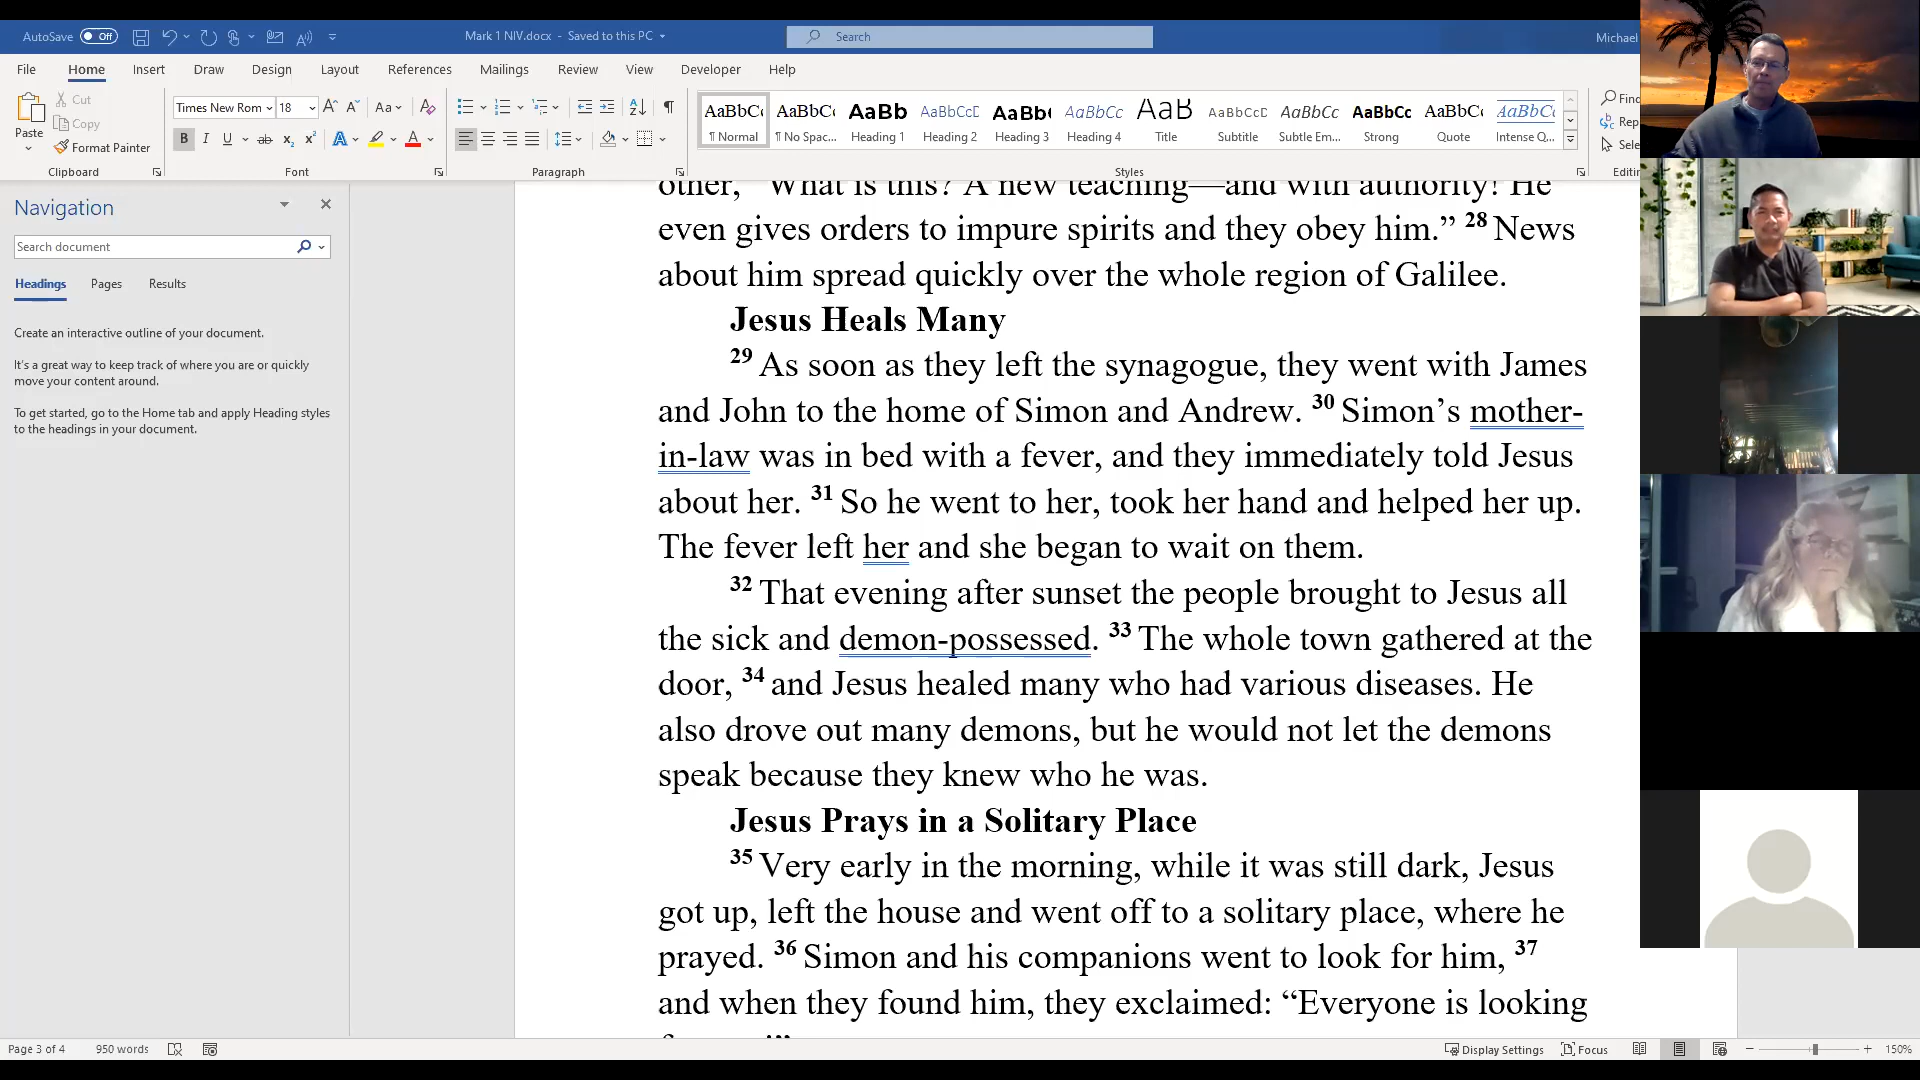 AutoSave Off Mark 1 NIV.docx - Saved to this PC Search Michael
File Home Insert Draw Design Layout References Mailings Review View Developer Help
Paste Cut Copy Format Painter
Times New Rom 18
AaBbCc AaBbCc AaBb AaBbCcD AaBb AaBbCc AaB AaBbCcD AaBbCc AaBbCc AaBbCc AaBbCc
¶ Normal ¶ No Spac... Heading 1 Heading 2 Heading 3 Heading 4 Title Subtitle Subtle Em... Strong Quote Intense Q...
Clipboard Font Paragraph Styles
Navigation
Search document
Headings Pages Results
Create an interactive outline of your document.
It's a great way to keep track of where you are or quickly
move your content around.
To get started, go to the Home tab and apply Heading styles
to the headings in your document.
other, “What is this? A new teaching—and with authority! He
even gives orders to impure spirits and they obey him.” 28 News
about him spread quickly over the whole region of Galilee.
Jesus Heals Many
29 As soon as they left the synagogue, they went with James
and John to the home of Simon and Andrew. 30 Simon’s mother-
in-law was in bed with a fever, and they immediately told Jesus
about her. 31 So he went to her, took her hand and helped her up.
The fever left her and she began to wait on them.
32 That evening after sunset the people brought to Jesus all
the sick and demon-possessed. 33 The whole town gathered at the
door, 34 and Jesus healed many who had various diseases. He
also drove out many demons, but he would not let the demons
speak because they knew who he was.
Jesus Prays in a Solitary Place
35 Very early in the morning, while it was still dark, Jesus
got up, left the house and went off to a solitary place, where he
prayed. 36 Simon and his companions went to look for him, 37
and when they found him, they exclaimed: “Everyone is looking
Page 3 of 4 950 words Display Settings Focus 150%